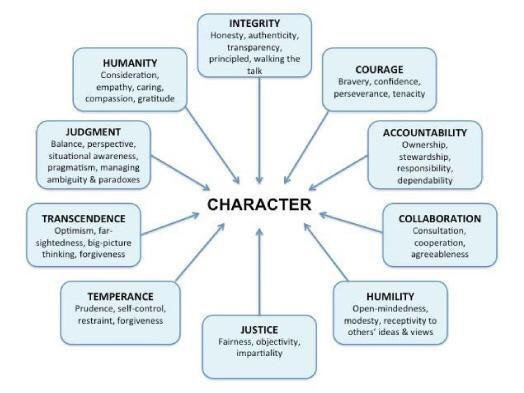 INTEGRITY
Honesty, authenticity,
transparency,
principled, walking the
talk
HUMANITY
Consideration,
empathy, caring,
compassion, gratitude
COURAGE
Bravery, confidence,
perseverance, tenacity
JUDGMENT
Balance, perspective,
situational awareness,
pragmatism, managing
ambiguity & paradoxes
ACCOUNTABILITY
Ownership,
stewardship,
responsibility,
dependability
CHARACTER
TRANSCENDENCE
Optimism, far-
sightedness, big-picture
thinking, forgiveness
COLLABORATION
Consultation,
cooperation,
agreeableness
TEMPERANCE
Prudence, self-control,
restraint, forgiveness
HUMILITY
Open-mindedness,
modesty, receptivity to
others' ideas & views
JUSTICE
Fairness, objectivity,
impartiality